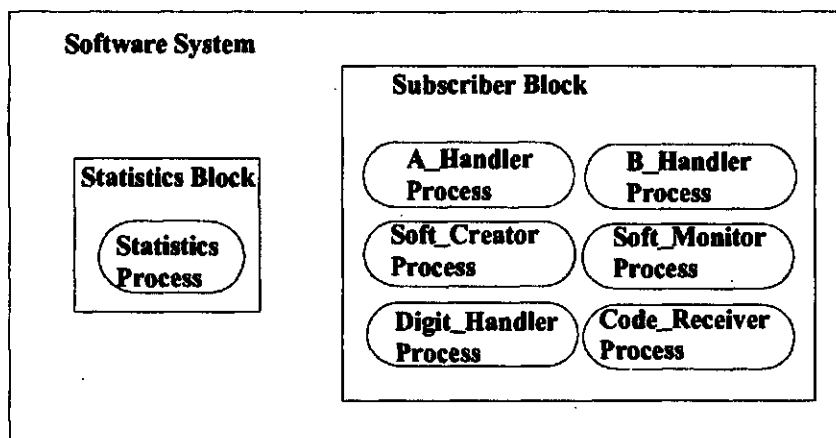 Software System
Subscriber Block
Statistics Block
Statistics
Process
A_Handler
Process
B_Handler
Process
Soft_Creator
Process
Soft_Monitor
Process
Digit_Handler
Process
Code_Receiver
Process